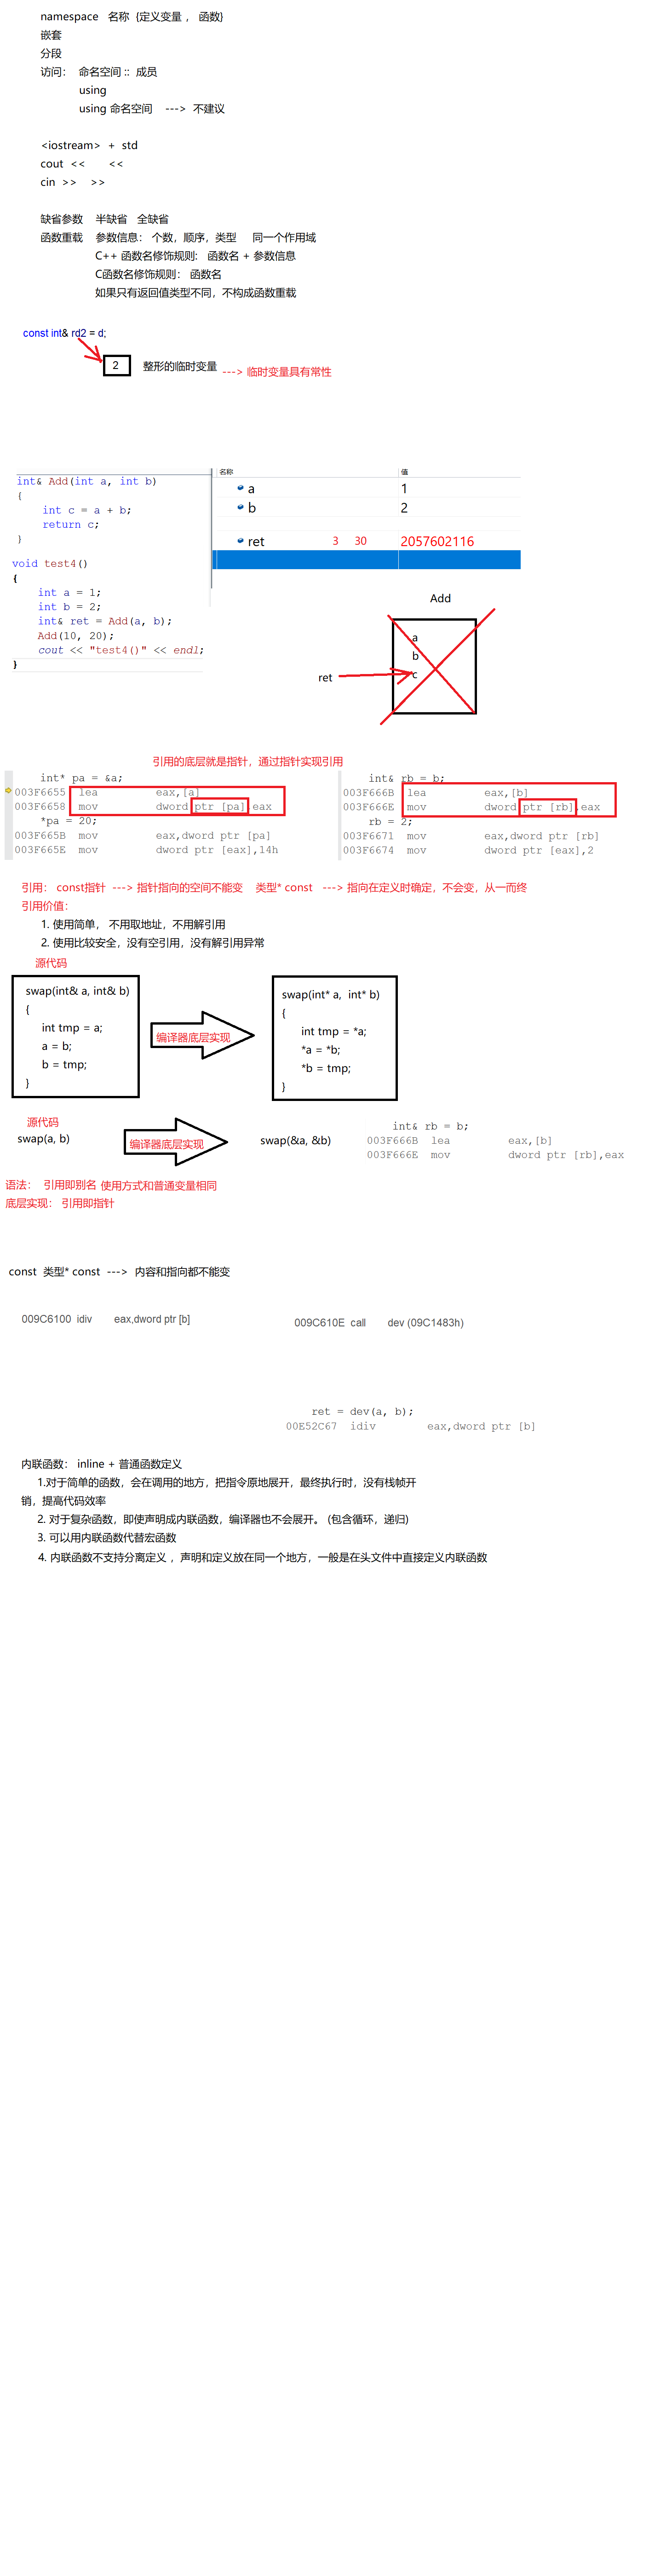 namespace 名称 {定义变量 ， 函数}
嵌套
分段
访问： 命名空间 :: 成员
using
using 命名空间 ---> 不建议
<iostream> + std
cout << <<
cin >> >>
缺省参数 半缺省 全缺省
函数重载 参数信息： 个数，顺序，类型 同一个作用域
C++ 函数名修饰规则: 函数名 + 参数信息
C函数名修饰规则： 函数名
如果只有返回值类型不同，不构成函数重载
const int& rd2 = d;
2 整形的临时变量 ---> 临时变量具有常性
int& Add(int a, int b)
{
int c = a + b;
return c;
}
void test4()
{
int a = 1;
int b = 2;
int& ret = Add(a, b);
Add(10, 20);
cout << "test4()" << endl;
}
名称 值
a 1
b 2
ret 3 30 2057602116
Add
a
b
ret c
引用的底层就是指针，通过指针实现引用
int* pa = &a;
003F6655 lea eax,[a]
003F6658 mov dword ptr [pa],eax
*pa = 20;
003F665B mov eax,dword ptr [pa]
003F665E mov dword ptr [eax],14h
int& rb = b;
003F666B lea eax,[b]
003F666E mov dword ptr [rb],eax
rb = 2;
003F6671 mov eax,dword ptr [rb]
003F6674 mov dword ptr [eax],2
引用： const指针 ---> 指针指向的空间不能变 类型* const ---> 指向在定义时确定，不会变，从一而终
引用价值：
1. 使用简单， 不用取地址，不用解引用
2. 使用比较安全，没有空引用，没有解引用异常
源代码
swap(int& a, int& b)
{
int tmp = a;
a = b;
b = tmp;
}
编译器底层实现
swap(int* a, int* b)
{
int tmp = *a;
*a = *b;
*b = tmp;
}
源代码
swap(a, b)
编译器底层实现
swap(&a, &b)
int& rb = b;
003F666B lea eax,[b]
003F666E mov dword ptr [rb],eax
语法： 引用即别名 使用方式和普通变量相同
底层实现： 引用即指针
const 类型* const ---> 内容和指向都不能变
009C6100 idiv eax,dword ptr [b]
009C610E call dev (09C1483h)
ret = dev(a, b);
00E52C67 idiv eax,dword ptr [b]
内联函数： inline + 普通函数定义
1.对于简单的函数，会在调用的地方，把指令原地展开，最终执行时，没有栈帧开
销，提高代码效率
2. 对于复杂函数，即使声明成内联函数，编译器也不会展开。 (包含循环，递归)
3. 可以用内联函数代替宏函数
4. 内联函数不支持分离定义 ，声明和定义放在同一个地方，一般是在头文件中直接定义内联函数